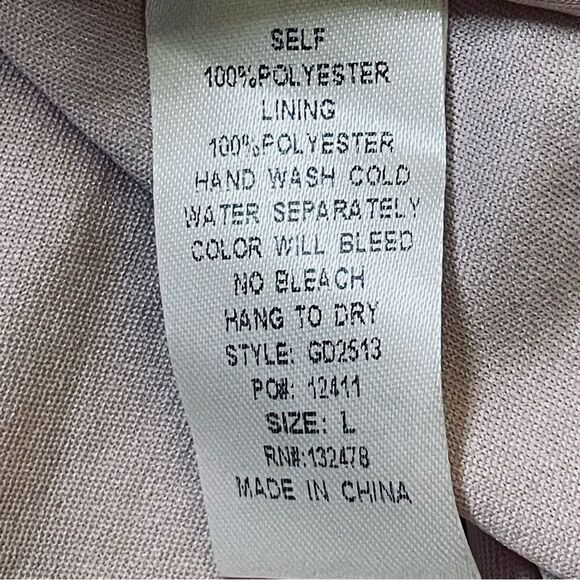 SELF
100%POLYESTER
LINING
100%POLYESTER
HAND WASH COLD
WATER SEPARATELY
COLOR WILL BLEED
NO BLEACH
HANG TO DRY
STYLE: GD2513
PO#: 12411
SIZE: L
RN#:132478
MADE IN CHINA